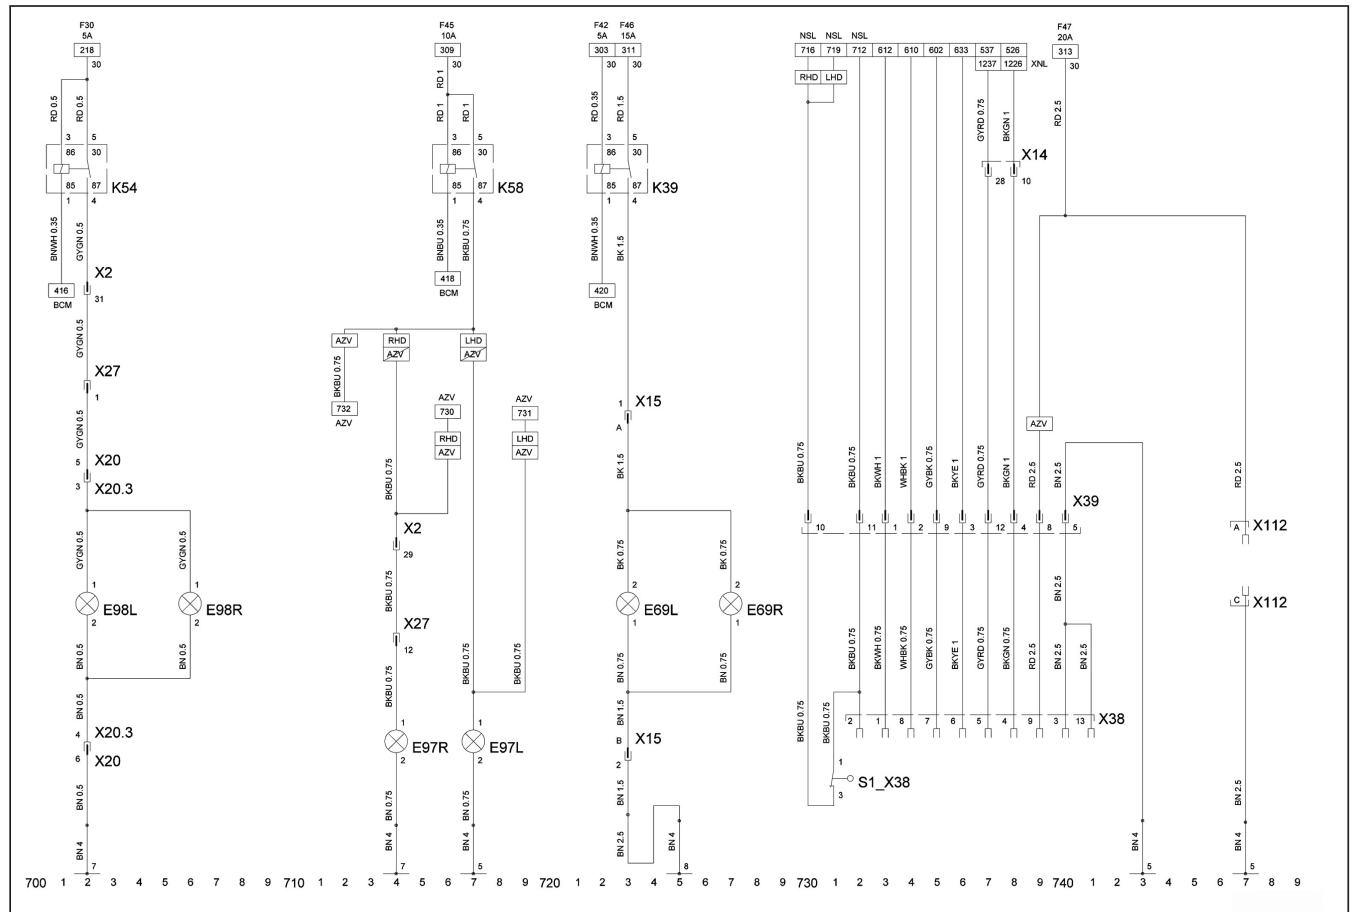 F30 F45 F42 F46 NSL NSL NSL F47
5A 10A 5A 15A 20A
218 309 303 311 716 719 712 612 610 602 633 537 526 313
30 30 30 30 1237 1226 XNL 30
RHD LHD
RD 1
RD 0.5 RD 0.5 RD 1 RD 1 RD 0.35 RD 1.5 GYRD 0.75 BKGN 1 RD 2.5
3 5 3 5 3 5
86 30 86 30 86 30 X14
28 10
85 87 K54 85 87 K58 85 87 K39
1 4 1 4 1 4
BNWH 0.35 GYGN 0.5 BNBU 0.35 BKBU 0.75 BNWH 0.35 BK 1.5
X2 418
416 31 BCM 420
BCM BCM
GYGN 0.5
AZV RHD LHD
AZV AZV
X27 BKBU 0.75
1 AZV AZV 1 X15
732 730 731
AZV RHD LHD A AZV
GYGN 0.5 AZV AZV
5 X20
3 X20.3
BKBU 0.75 BK 1.5 BKBU 0.75 BKBU 0.75 BKWH 1 WHBK 1 GYBK 0.75 BKYE 1 GYRD 0.75 BKGN 1 RD 2.5 BN 2.5 RD 2.5
X39
10 11 1 2 9 3 12 4 8 5
X2 A X112
29
GYGN 0.5 GYGN 0.5 BK 0.75 BK 0.75
1 1 2 2
E98L E98R BKBU 0.75 E69L E69R BN 2.5 C X112
2 2 1 1
X27
12
BN 0.5 BN 0.5 BKBU 0.75 BKBU 0.75 BN 0.75 BN 0.75 BKBU 0.75 BKWH 0.75 WHBK 0.75 GYBK 0.75 BKYE 1 GYRD 0.75 BKGN 0.75 RD 2.5 BN 2.5 BN 2.5
BN 0.5 BN 1.5 BKBU 0.75 BKBU 0.75
4 X20.3 1 1 B X15 2 1 8 7 6 5 4 9 3 13 X38
6 X20 E97R E97L 2
2 2 1
S1_X38
3
BN 0.5 BN 0.75 BN 0.75 BN 1.5 BN 2.5
BN 4 BN 4 BN 4 BN 2.5 BN 4 BN 4 BN 4
7 7 5 8 5 5
700 1 2 3 4 5 6 7 8 9 710 1 2 3 4 5 6 7 8 9 720 1 2 3 4 5 6 7 8 9 730 1 2 3 4 5 6 7 8 9 740 1 2 3 4 5 6 7 8 9